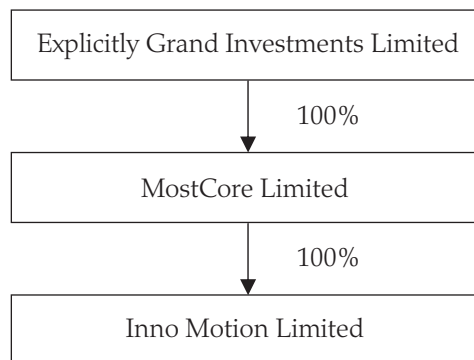 Explicitly Grand Investments Limited
100%
MostCore Limited
100%
Inno Motion Limited